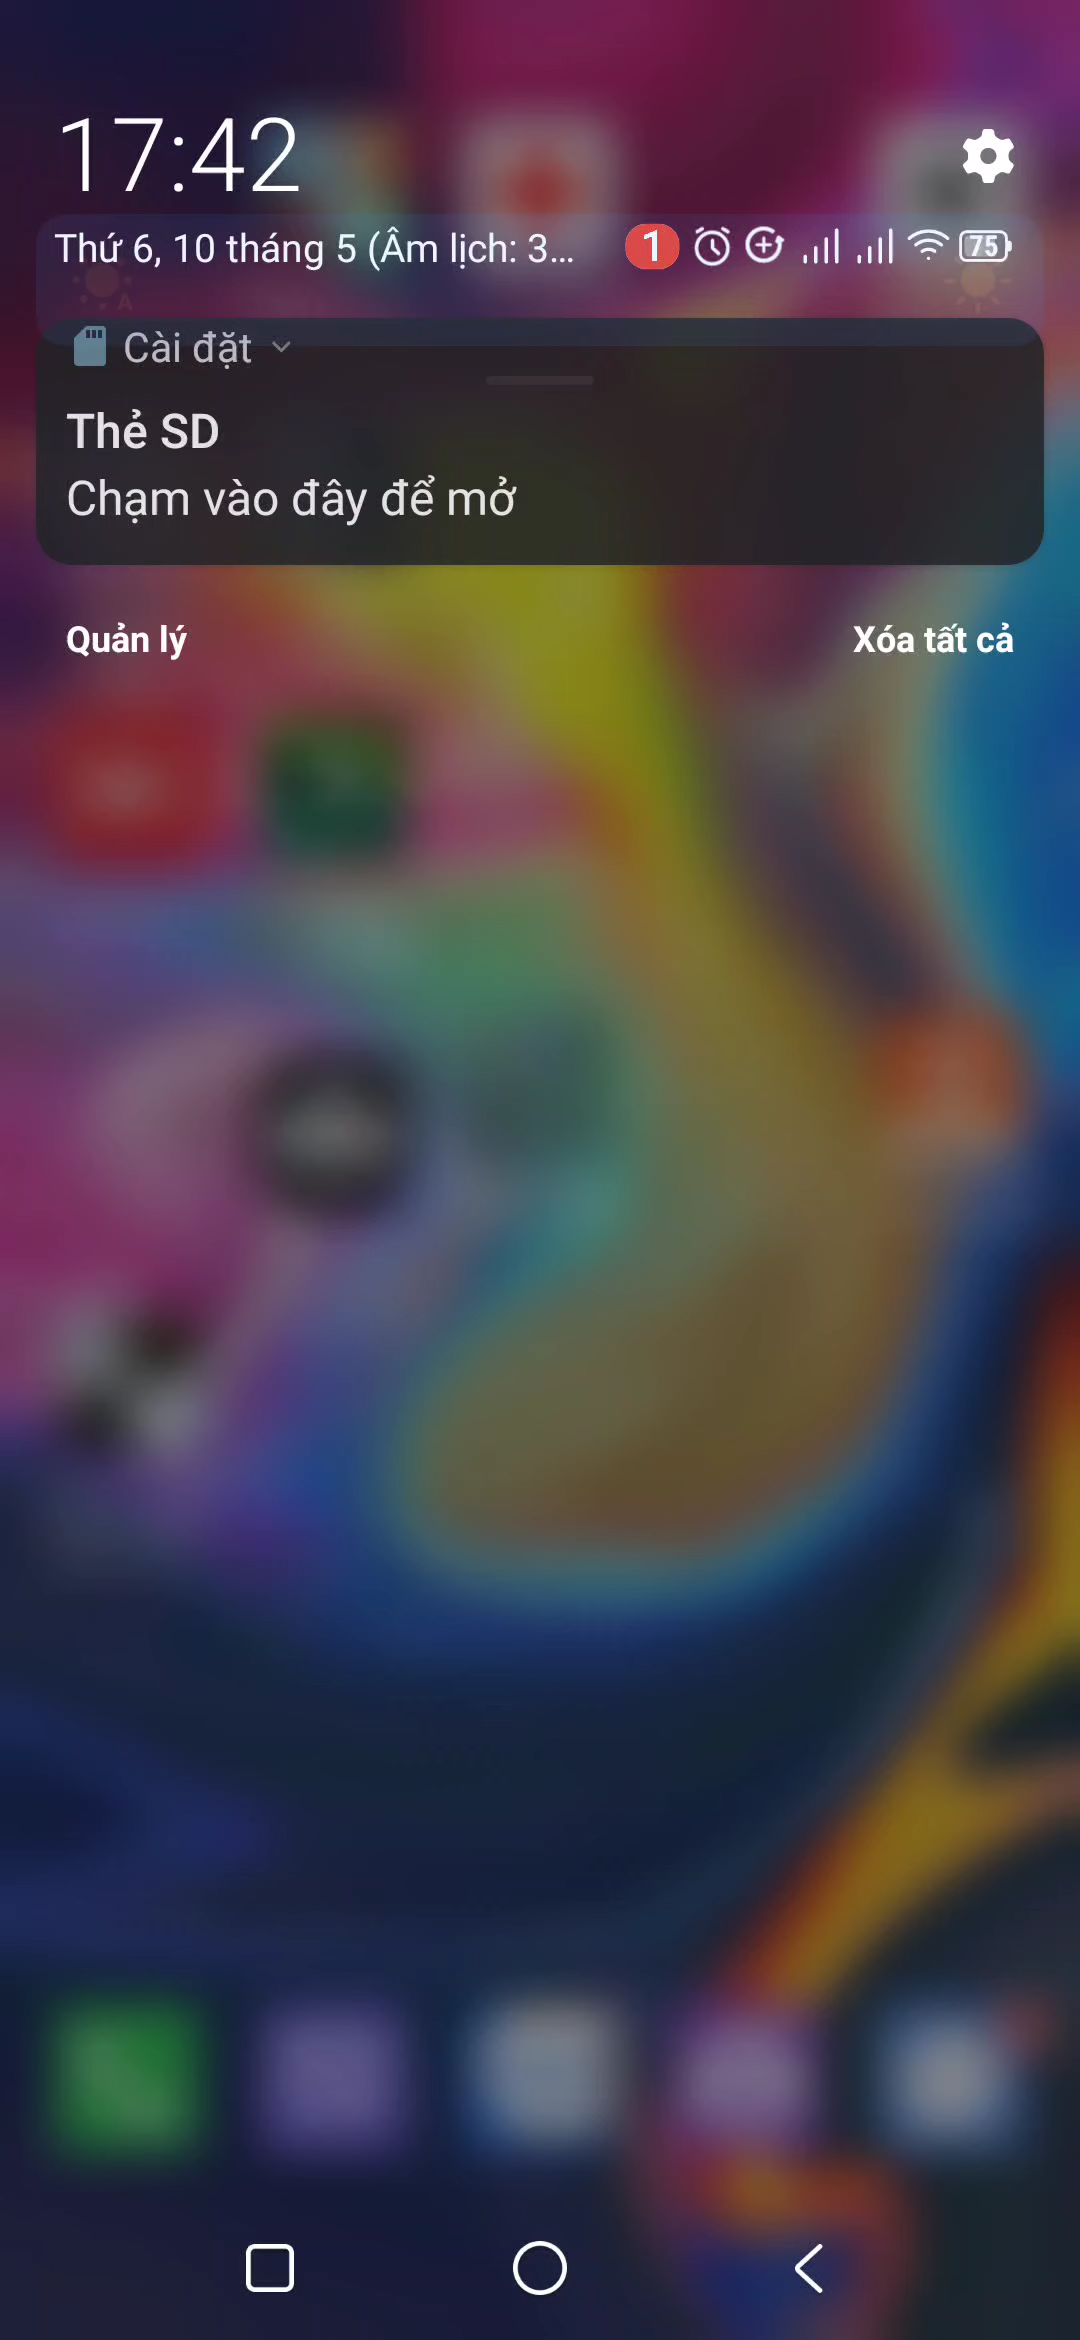 17:42
Thứ 6, 10 tháng 5 (Âm lịch: 3...
1
75
A
Cài đặt
Thẻ SD
Chạm vào đây để mở
Quản lý
Xóa tất cả